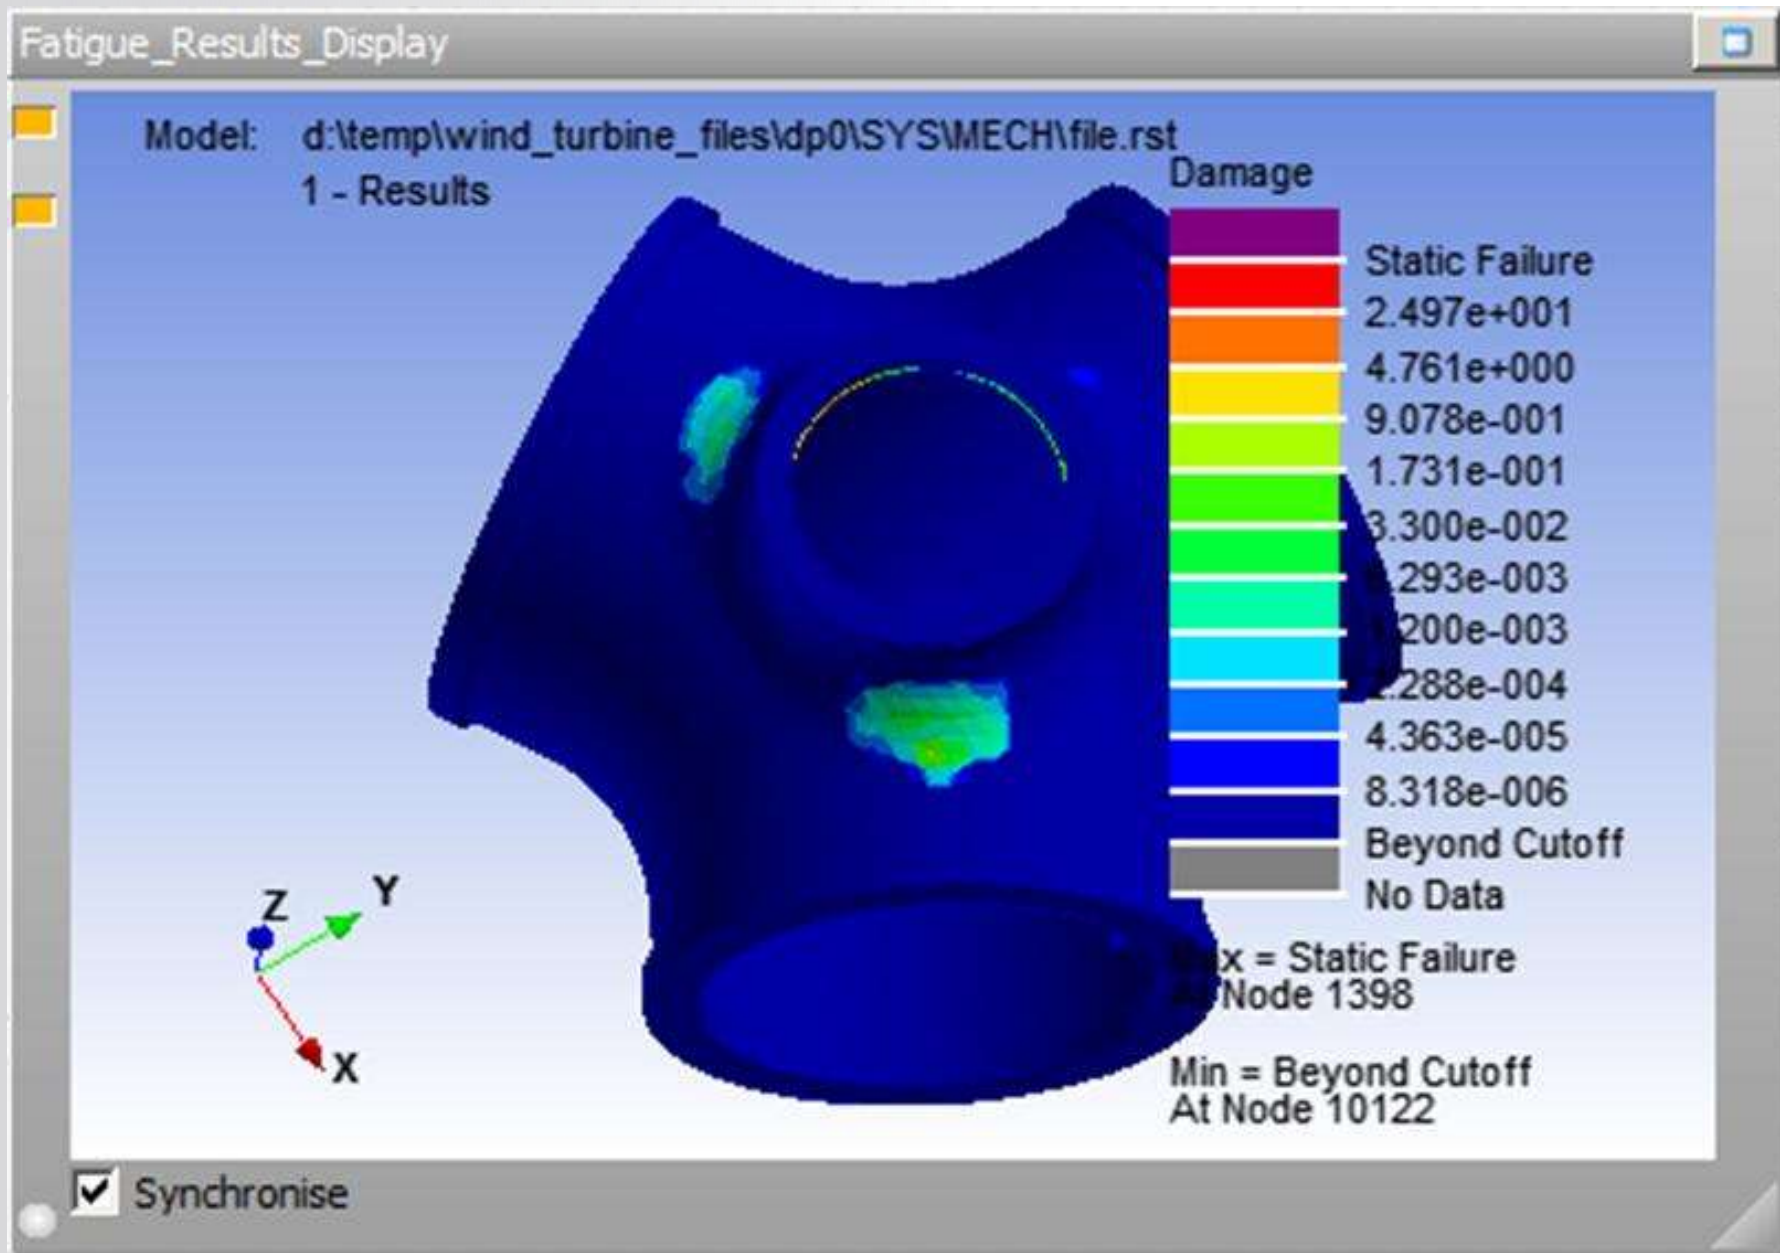 Fatigue_Results_Display
Model: d:\temp\wind_turbine_files\dp0\SYS\MECH\file.rst
1 - Results
Damage
Static Failure
2.497e+001
4.761e+000
9.078e-001
1.731e-001
3.300e-002
.293e-003
.200e-003
.288e-004
4.363e-005
8.318e-006
Beyond Cutoff
No Data
Max = Static Failure
At Node 1398
Min = Beyond Cutoff
At Node 10122
Z
Y
X
Synchronise